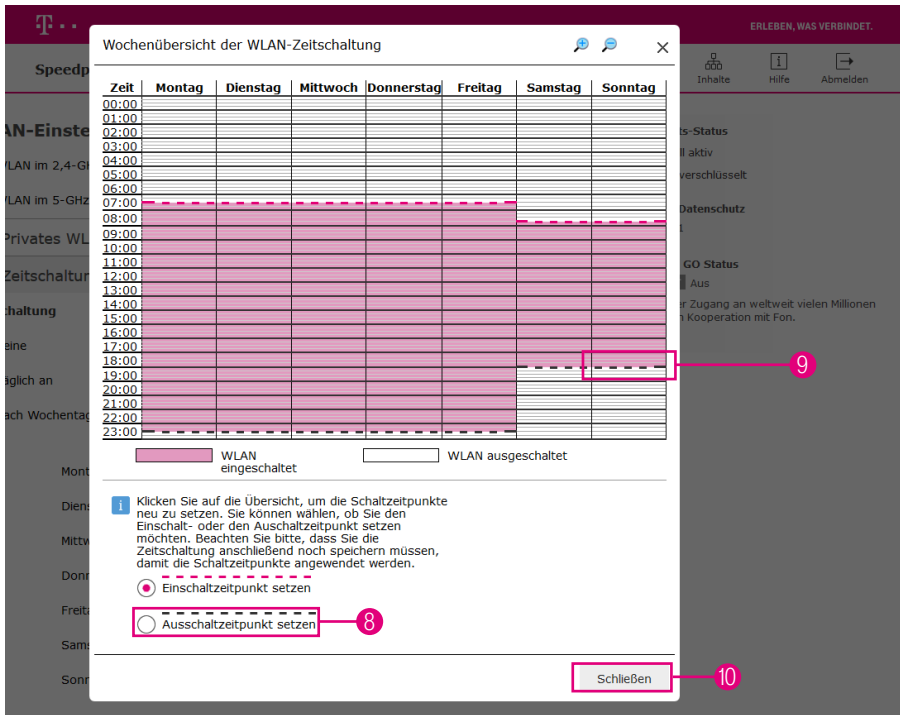 T
ERLEBEN, WAS VERBINDET.
Speedp
Inhalte
Hilfe
Abmelden
Wochenübersicht der WLAN-Zeitschaltung
Zeit Montag Dienstag Mittwoch Donnerstag Freitag Samstag Sonntag
00:00
01:00
02:00
03:00
04:00
05:00
06:00
07:00
08:00
09:00
10:00
11:00
12:00
13:00
14:00
15:00
16:00
17:00
18:00
19:00
20:00
21:00
22:00
23:00
9
WLAN
eingeschaltet
WLAN ausgeschaltet
Klicken Sie auf die Übersicht, um die Schaltzeitpunkte
neu zu setzen. Sie können wählen, ob Sie den
Einschalt- oder den Auschaltzeitpunkt setzen
möchten. Beachten Sie bitte, dass Sie die
Zeitschaltung anschließend noch speichern müssen,
damit die Schaltzeitpunkte angewendet werden.
Einschaltzeitpunkt setzen
Ausschaltzeitpunkt setzen
8
Schließen
10
AN-Einste
LAN im 2,4-GH
LAN im 5-GHz
Privates WL
Zeitschaltur
chaltung
eine
äglich an
ach Wochentag
Mont
Diens
Mittw
Donn
Freita
Sams
Sonn
ts-Status
ll aktiv
verschlüsselt
Datenschutz
GO Status
Aus
er Zugang an weltweit vielen Millionen
n Kooperation mit Fon.